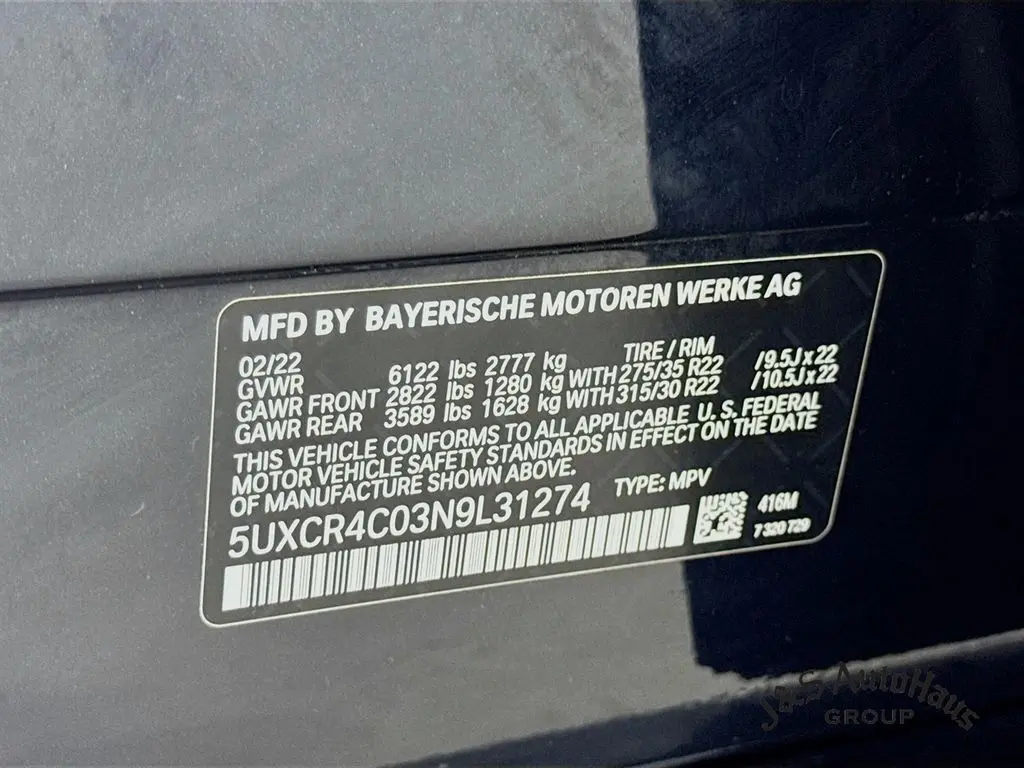 MFD BY BAYERISCHE MOTOREN WERKE AG
02/22 TIRE / RIM
GVWR 6122 lbs 2777 kg
GAWR FRONT 2822 lbs 1280 kg WITH 275/35 R22 /9.5J x 22
GAWR REAR 3589 lbs 1628 kg WITH 315/30 R22 /10.5J x 22
THIS VEHICLE CONFORMS TO ALL APPLICABLE U. S. FEDERAL
MOTOR VEHICLE SAFETY STANDARDS IN EFFECT ON THE DATE
OF MANUFACTURE SHOWN ABOVE.
TYPE: MPV
5UXCR4C03N9L31274
416M
7 320 729
J&S AutoHaus
GROUP